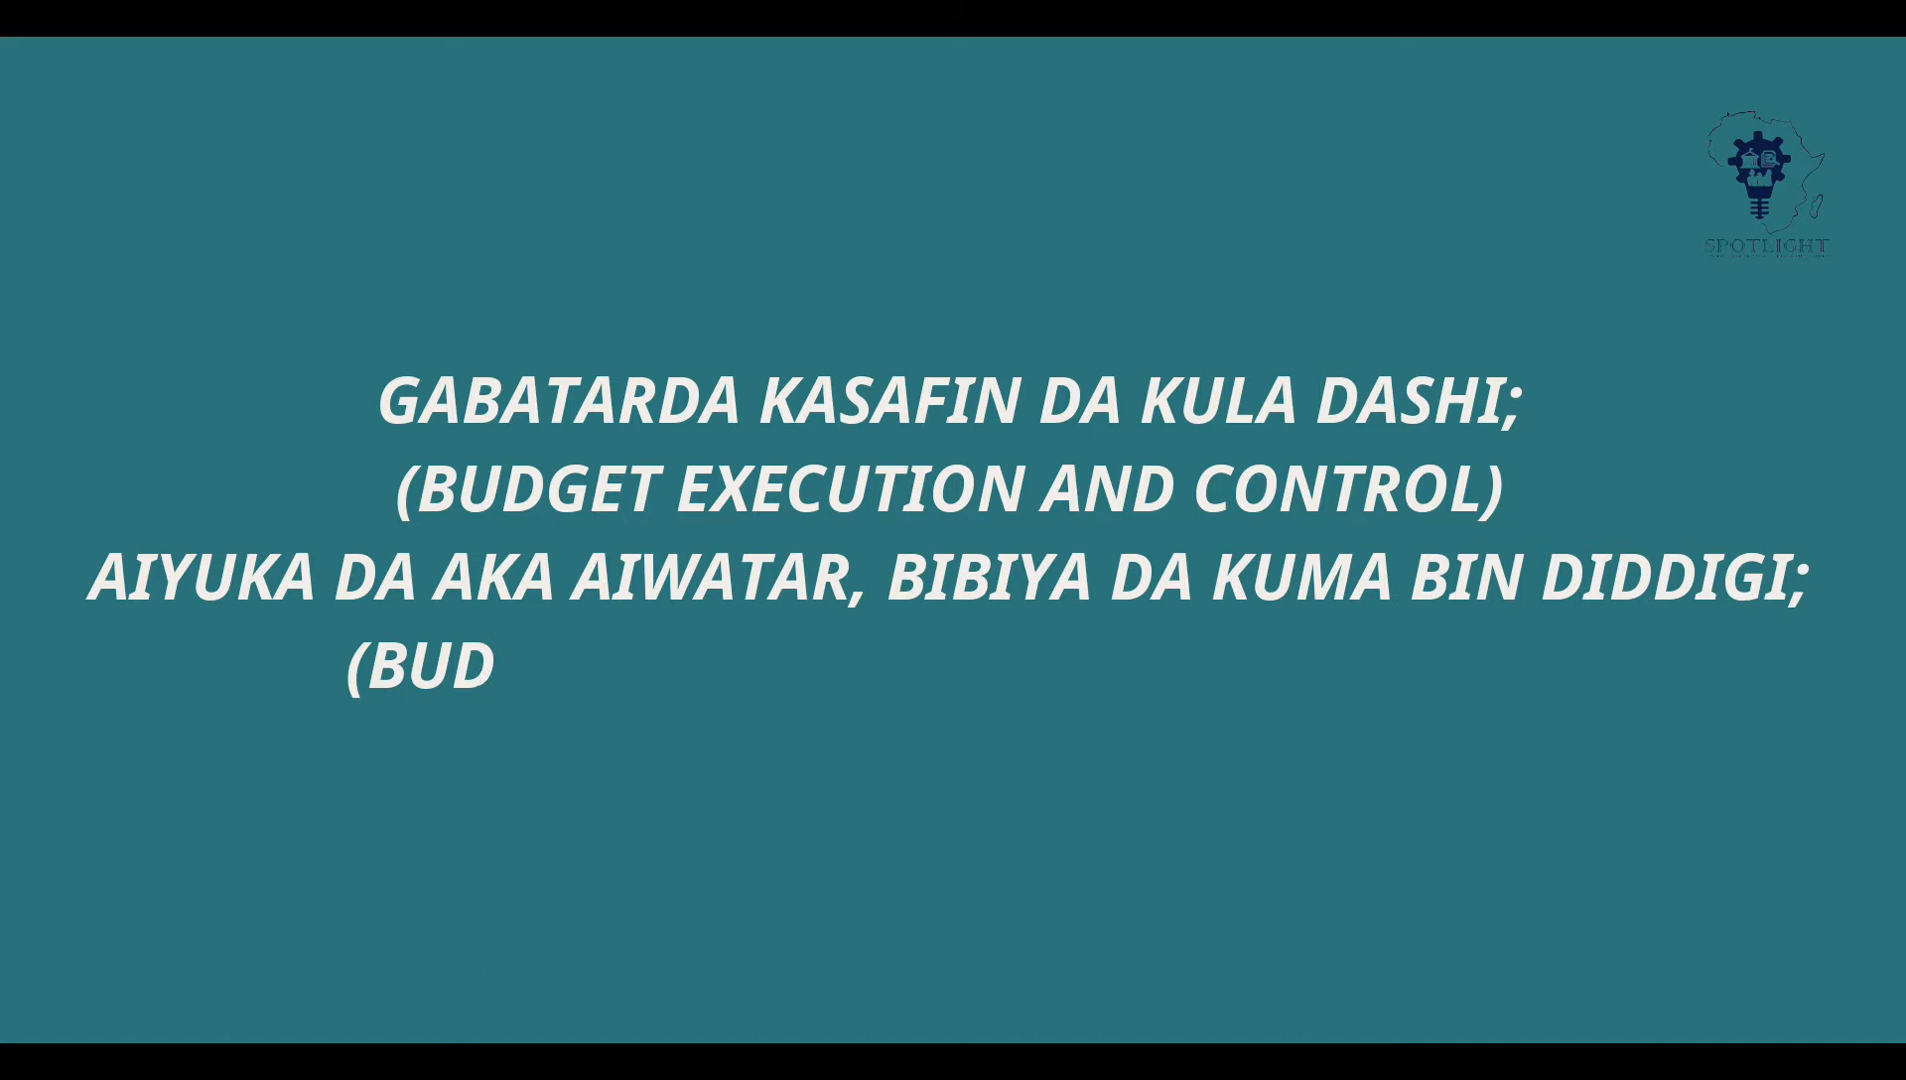 SPOTLIGHT
GABATARDA KASAFIN DA KULA DASHI;
(BUDGET EXECUTION AND CONTROL)
AIYUKA DA AKA AIWATAR, BIBIYA DA KUMA BIN DIDDIGI;
(BUD